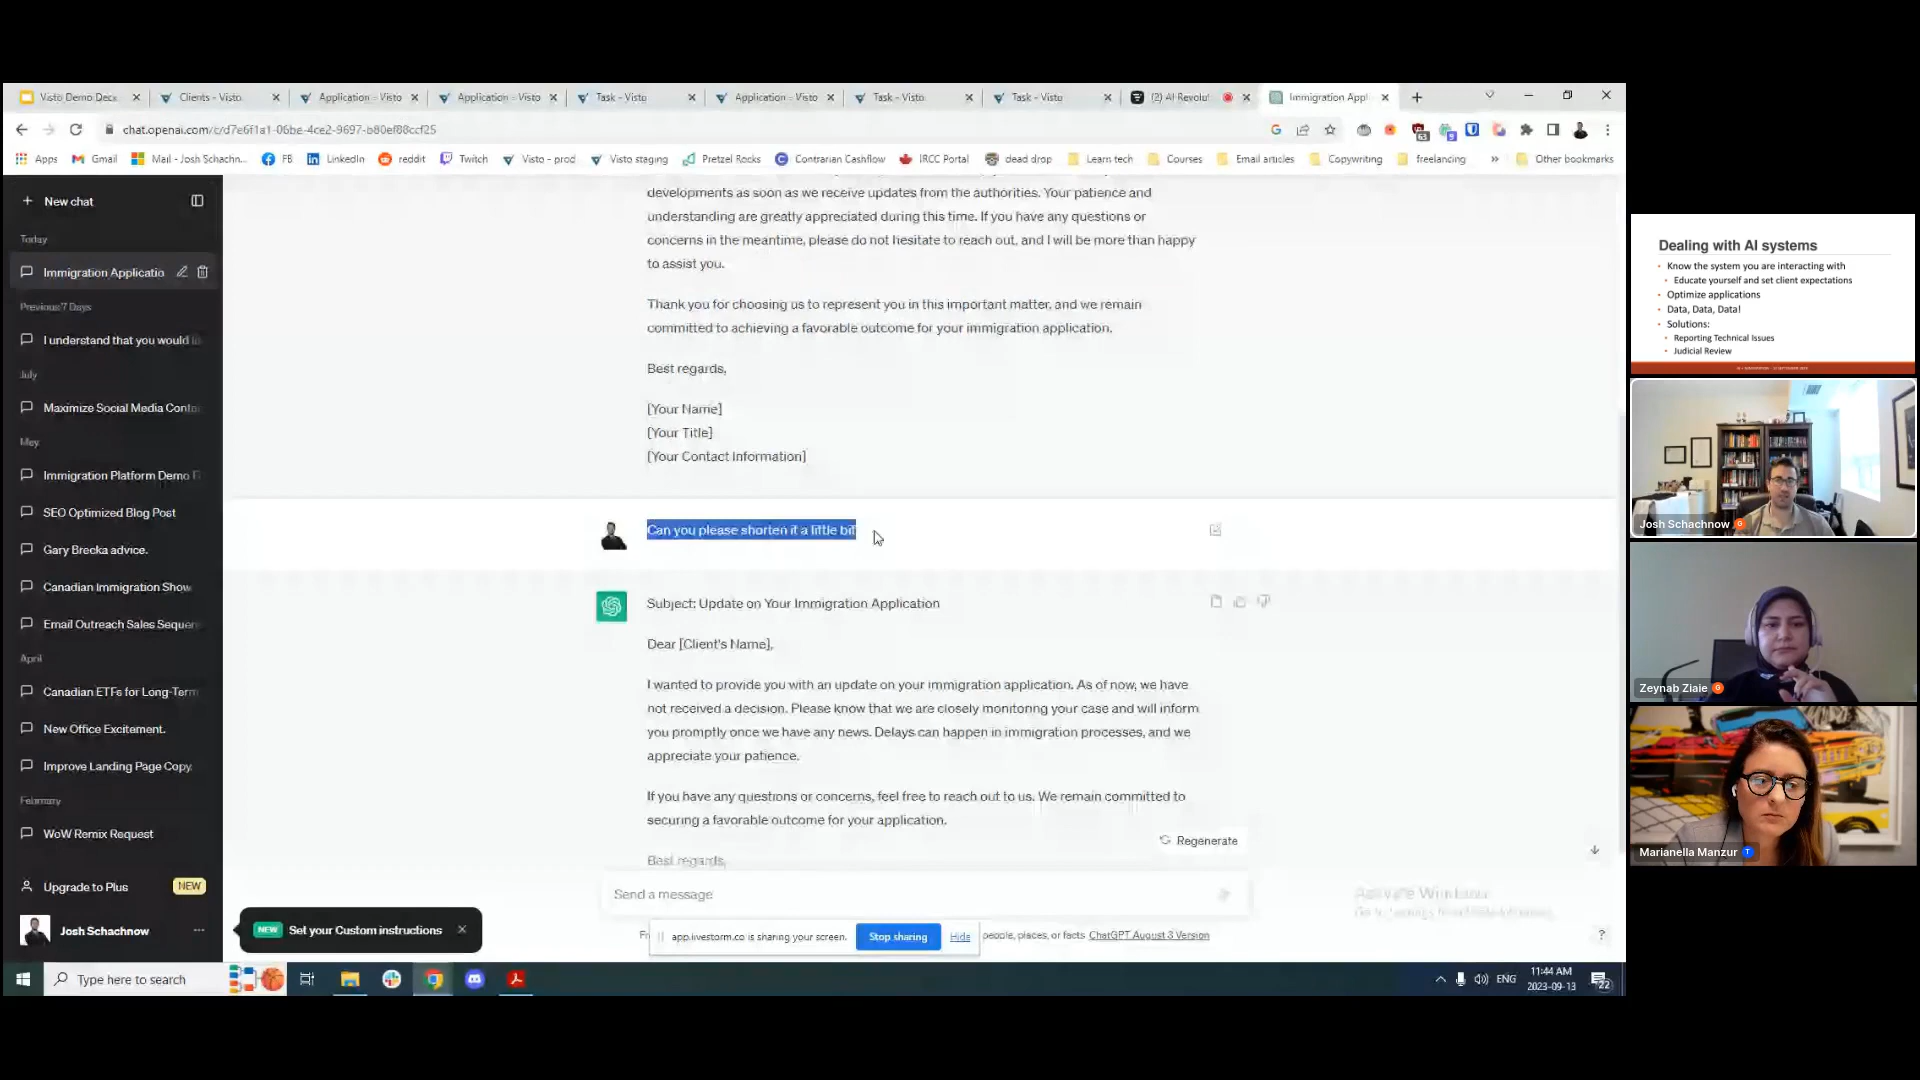 Visto Demo Deck
Clients - Visto
Application - Visto
Application - Visto
Task - Visto
Application - Visto
Task - Visto
Task - Visto
(2) AI Revolut
Immigration Appl
chat.openai.com/c/d7e6f1a1-06be-4ce2-9697-b80ef88ccf25
Apps
Gmail
Mail - Josh Schachn...
FB
LinkedIn
reddit
Twitch
Visto - prod
Visto staging
Pretzel Rocks
Contrarian Cashflow
IRCC Portal
dead drop
Learn tech
Courses
Email articles
Copywriting
freelancing
Other bookmarks
New chat
Today
Immigration Applicatio
Previous 7 Days
I understand that you would
July
Maximize Social Media Conte
May
Immigration Platform Demo
SEO Optimized Blog Post
Gary Brecka advice.
Canadian Immigration Show
Email Outreach Sales Sequen
April
Canadian ETFs for Long-Term
New Office Excitement.
Improve Landing Page Copy.
February
WoW Remix Request
Upgrade to Plus
NEW
Josh Schachnow
developments as soon as we receive updates from the authorities. Your patience and
understanding are greatly appreciated during this time. If you have any questions or
concerns in the meantime, please do not hesitate to reach out, and I will be more than happy
to assist you.
Thank you for choosing us to represent you in this important matter, and we remain
committed to achieving a favorable outcome for your immigration application.
Best regards,
[Your Name]
[Your Title]
[Your Contact Information]
Can you please shorten it a little bit
Subject: Update on Your Immigration Application
Dear [Client's Name],
I wanted to provide you with an update on your immigration application. As of now, we have
not received a decision. Please know that we are closely monitoring your case and will inform
you promptly once we have any news. Delays can happen in immigration processes, and we
appreciate your patience.
If you have any questions or concerns, feel free to reach out to us. We remain committed to
securing a favorable outcome for your application.
Regenerate
Best regards,
Send a message
Activate Windows
NEW
Set your Custom instructions
app.livestorm.co is sharing your screen.
Stop sharing
Hide
people, places, or facts. ChatGPT August 3 Version
?
Type here to search
ENG
11:44 AM
2023-09-13
22
Dealing with AI systems
• Know the system you are interacting with
• Educate yourself and set client expectations
• Optimize applications
• Data, Data, Data!
• Solutions:
• Reporting Technical Issues
• Judicial Review
Josh Schachnow
G
Zeynab Ziaie
G
Marianella Manzur
T